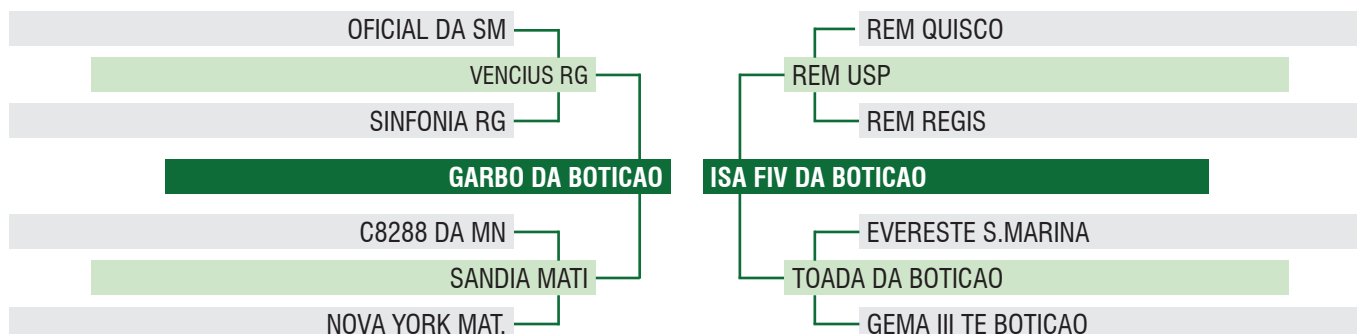 OFICIAL DA SM
REM QUISCO
VENCIUS RG
REM USP
SINFONIA RG
REM REGIS
GARBO DA BOTICAO
ISA FIV DA BOTICAO
C8288 DA MN
EVERESTE S.MARINA
SANDIA MATI
TOADA DA BOTICAO
NOVA YORK MAT.
GEMA III TE BOTICAO